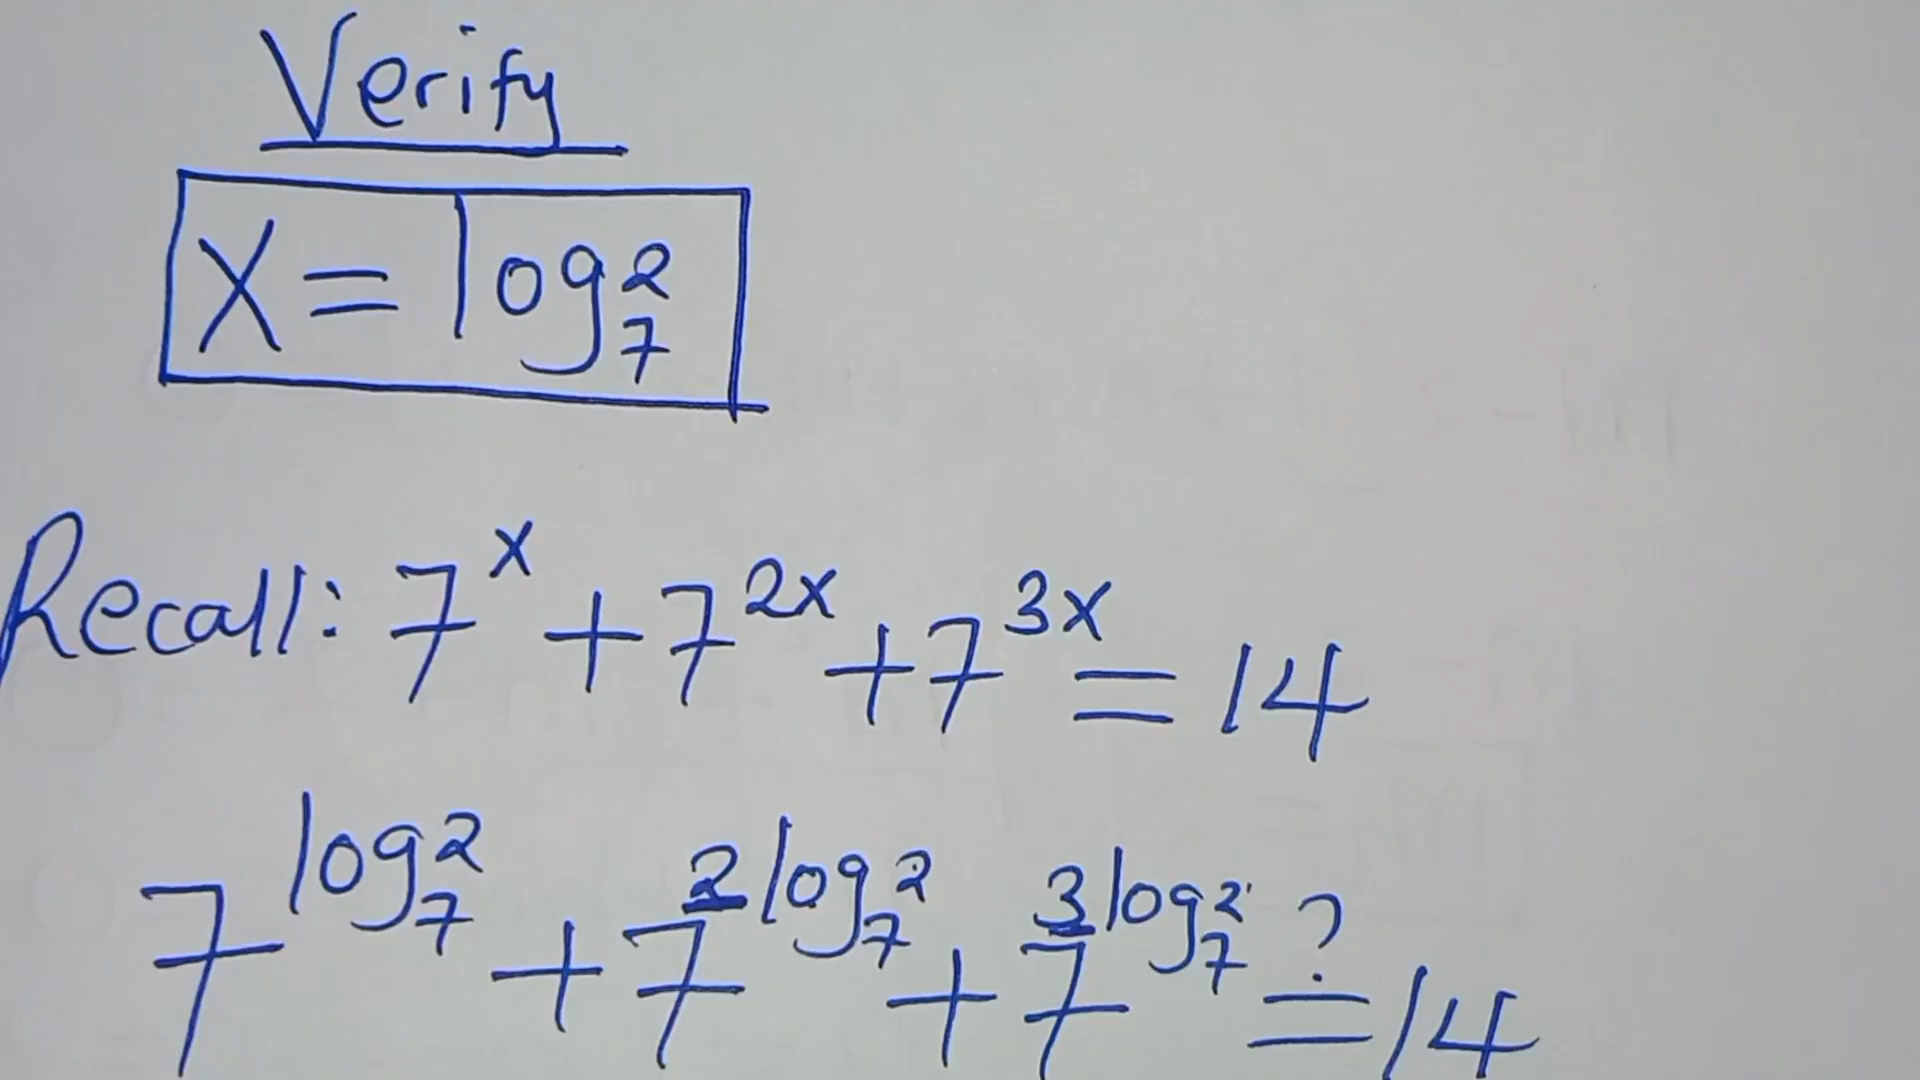 Verify
X = log₇²
Recall: 7^x + 7^2x + 7^3x = 14
7^log₇² + 7^2log₇² + 7^3log₇² ?= 14